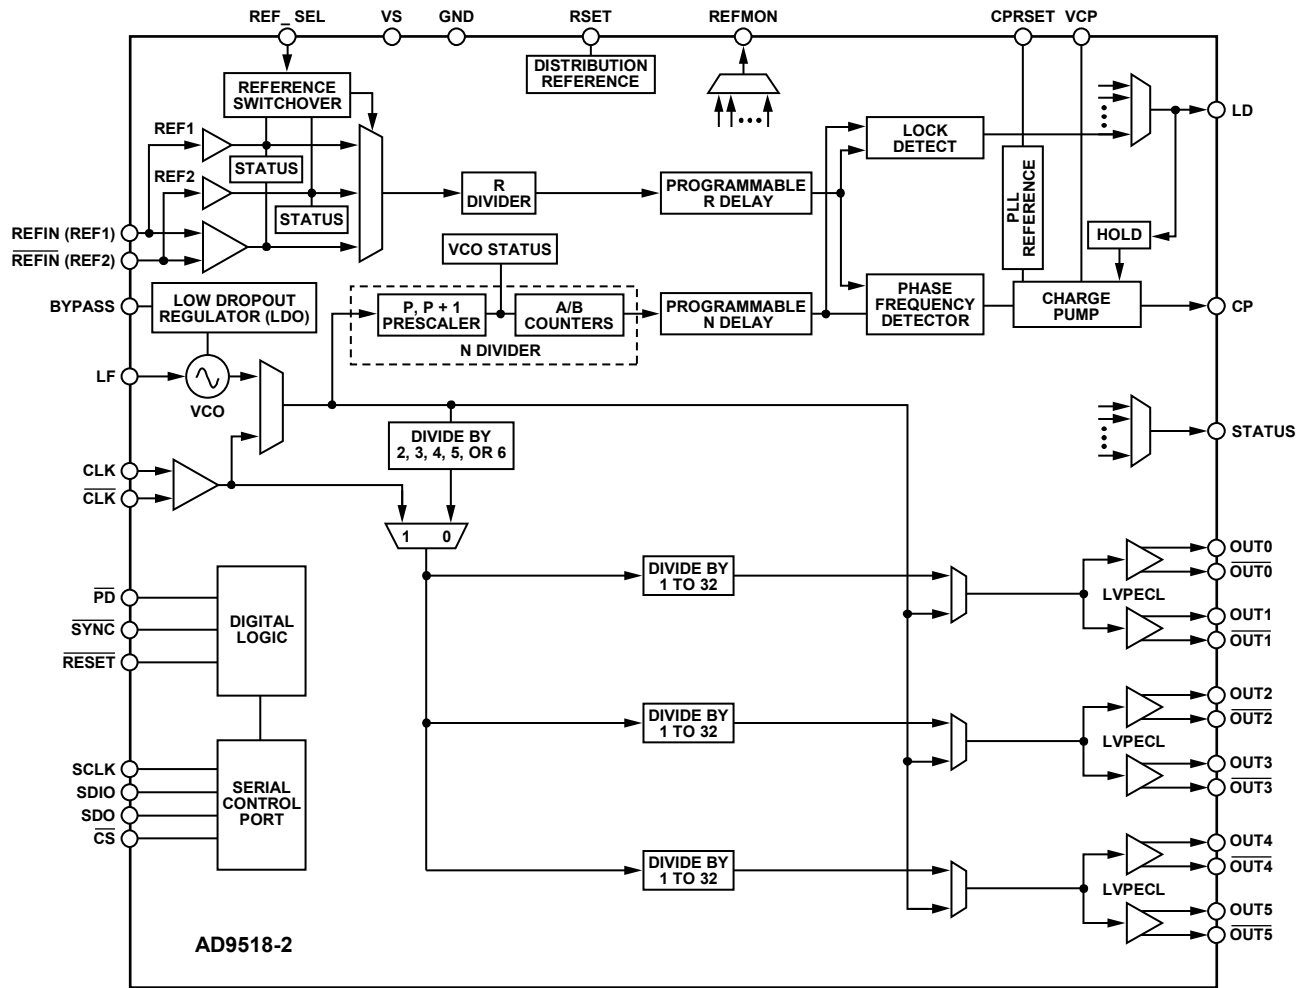 REF_ SEL
VS
GND
RSET
REFMON
CPRSET
VCP
DISTRIBUTION
REFERENCE
REFERENCE
SWITCHOVER
REF1
STATUS
REF2
STATUS
R
DIVIDER
PROGRAMMABLE
R DELAY
LOCK
DETECT
LD
PLL
REFERENCE
HOLD
REFIN (REF1)
REFIN (REF2)
BYPASS
LOW DROPOUT
REGULATOR (LDO)
VCO STATUS
P, P + 1
PRESCALER
A/B
COUNTERS
N DIVIDER
PROGRAMMABLE
N DELAY
PHASE
FREQUENCY
DETECTOR
CHARGE
PUMP
CP
LF
VCO
DIVIDE BY
2, 3, 4, 5, OR 6
STATUS
CLK
CLK
1
0
DIVIDE BY
1 TO 32
LVPECL
OUT0
OUT0
OUT1
OUT1
PD
SYNC
RESET
DIGITAL
LOGIC
DIVIDE BY
1 TO 32
LVPECL
OUT2
OUT2
OUT3
OUT3
SCLK
SDIO
SDO
CS
SERIAL
CONTROL
PORT
DIVIDE BY
1 TO 32
LVPECL
OUT4
OUT4
OUT5
OUT5
AD9518-2